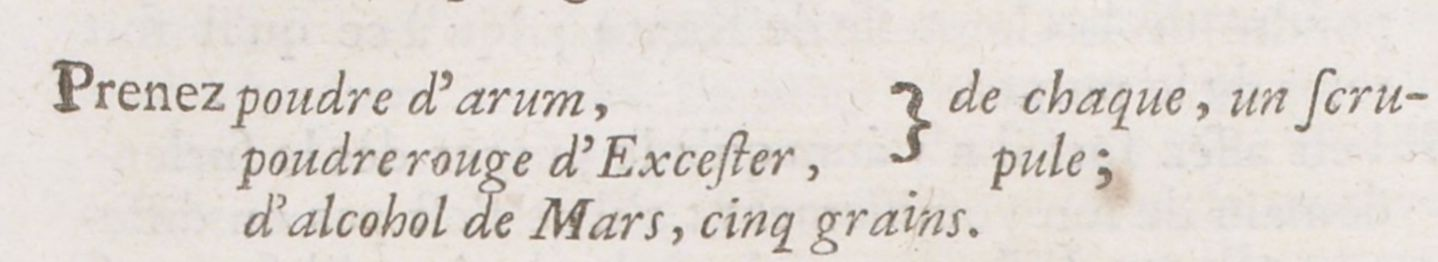 Prenez poudre d'arum, } de chaque, un ſcru-
poudre rouge d'Exceſter, pule;
d'alcohol de Mars, cinq grains.